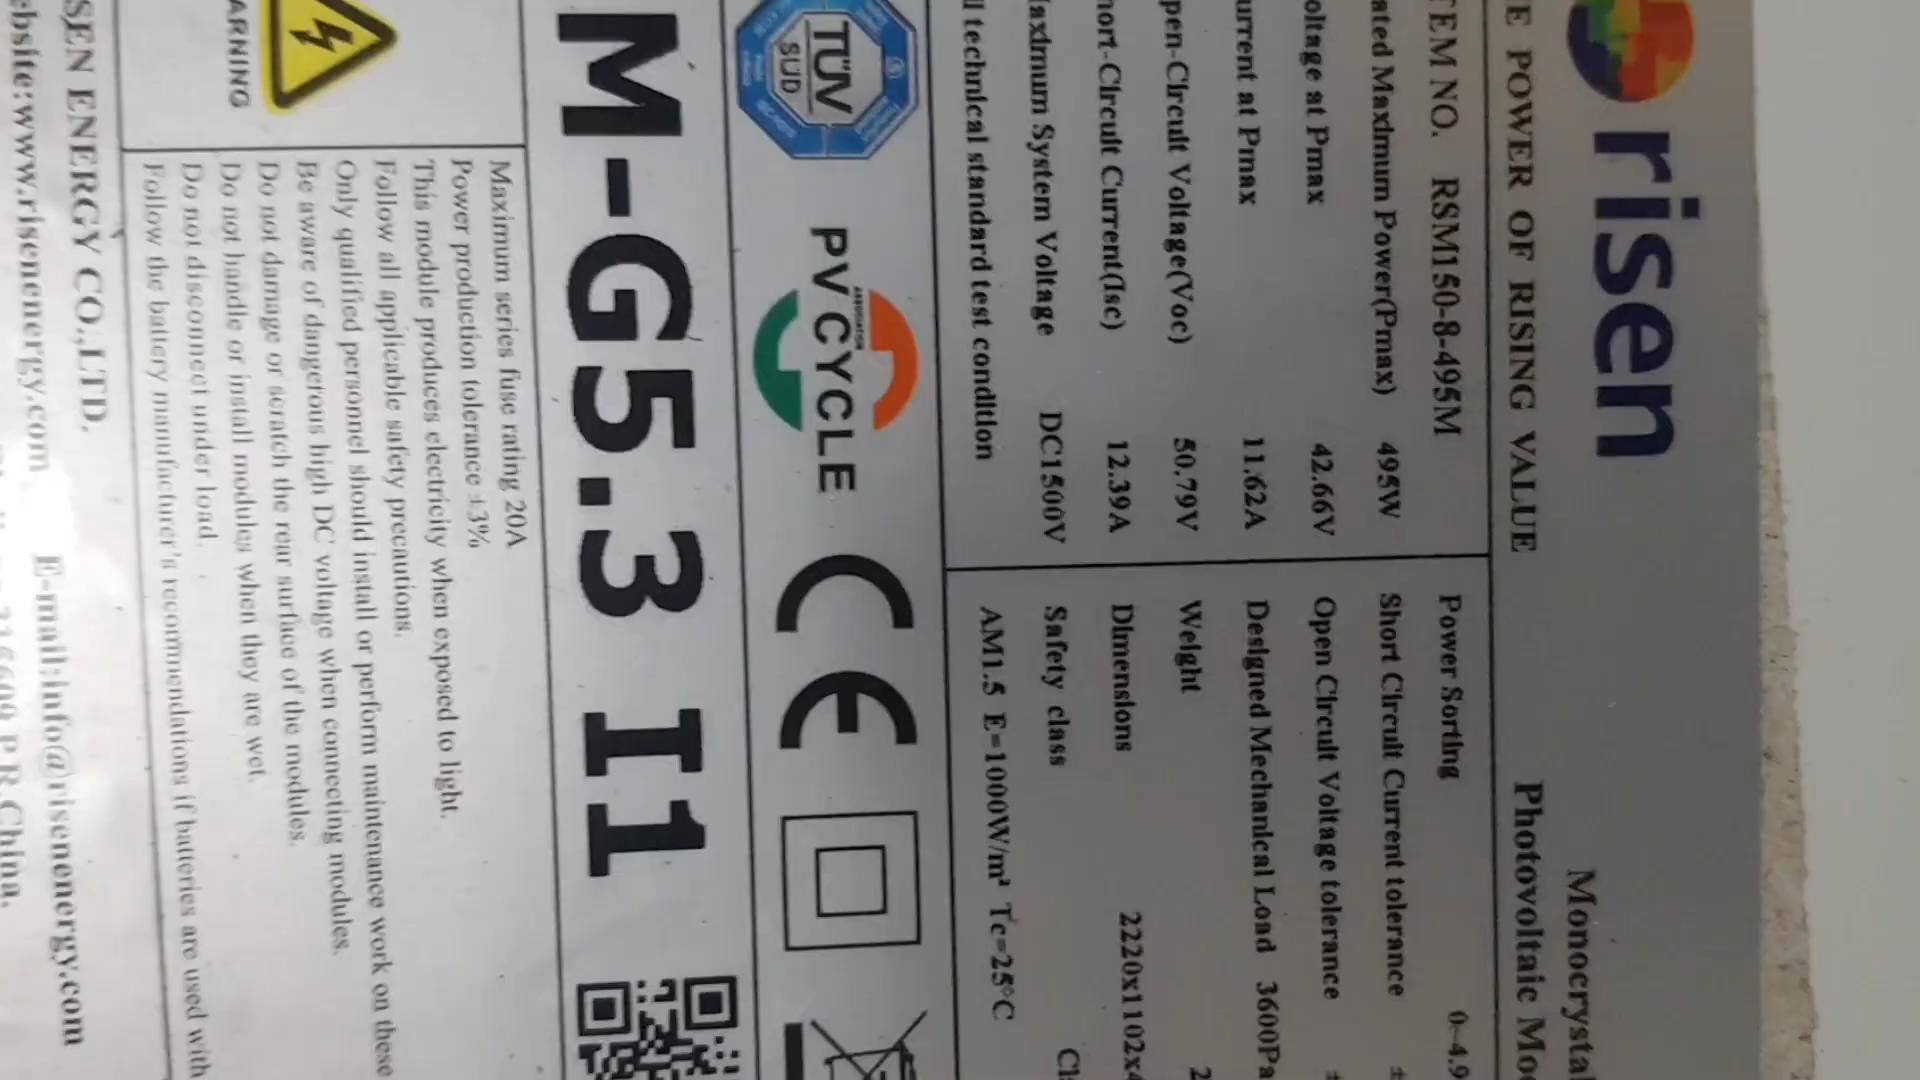 risen
POWER OF RISING VALUE
Monocrystal
Photovoltaic Mo
TEM NO. RSM150-8-495M
ated Maximum Power(Pmax) 495W
oltage at Pmax 42.66V
urrent at Pmax 11.62A
pen-Circuit Voltage(Voc) 50.79V
hort-Circuit Current(Isc) 12.39A
aximum System Voltage DC1500V
l technical standard test condition
Power Sorting 0~4.9
Short Circuit Current tolerance ±
Open Circuit Voltage tolerance ±
Designed Mechanical Load 3600Pa
Weight 2
Dimensions 2220x1102x4
Safety class Cl
AM1.5 E=1000W/m² Tc=25°C
TÜV
SÜD
PV CYCLE
ASSOCIATION
CE
M-G5.3 I1
ARNING
Maximum series fuse rating 20A
Power production tolerance ±3%
This module produces electricity when exposed to light.
Follow all applicable safety precautions.
Only qualified personnel should install or perform maintenance work on these
Be aware of dangerous high DC voltage when connecting modules.
Do not damage or scratch the rear surface of the modules.
Do not handle or install modules when they are wet.
Do not disconnect under load.
Follow the battery manufacturer's recommendations if batteries are used with
SEN ENERGY CO.,LTD.
ebsite:www.risenenergy.com E-mail:info@risenenergy.com
P.R.China.